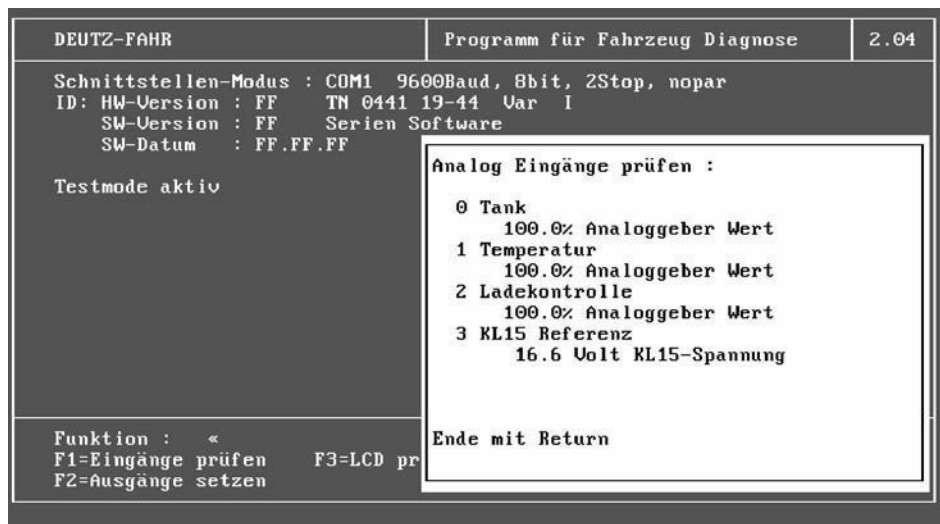 DEUTZ-FAHR
Programm für Fahrzeug Diagnose
2.04
Schnittstellen-Modus : COM1 9600Baud, 8bit, 2Stop, nopar
ID: HW-Version : FF TN 0441 19-44 Var I
SW-Version : FF Serien Software
SW-Datum : FF.FF.FF
Testmode aktiv
Analog Eingänge prüfen :
0 Tank
100.0% Analoggeber Wert
1 Temperatur
100.0% Analoggeber Wert
2 Ladekontrolle
100.0% Analoggeber Wert
3 KL15 Referenz
16.6 Volt KL15-Spannung
Ende mit Return
Funktion : «
F1=Eingänge prüfen F3=LCD pr
F2=Ausgänge setzen